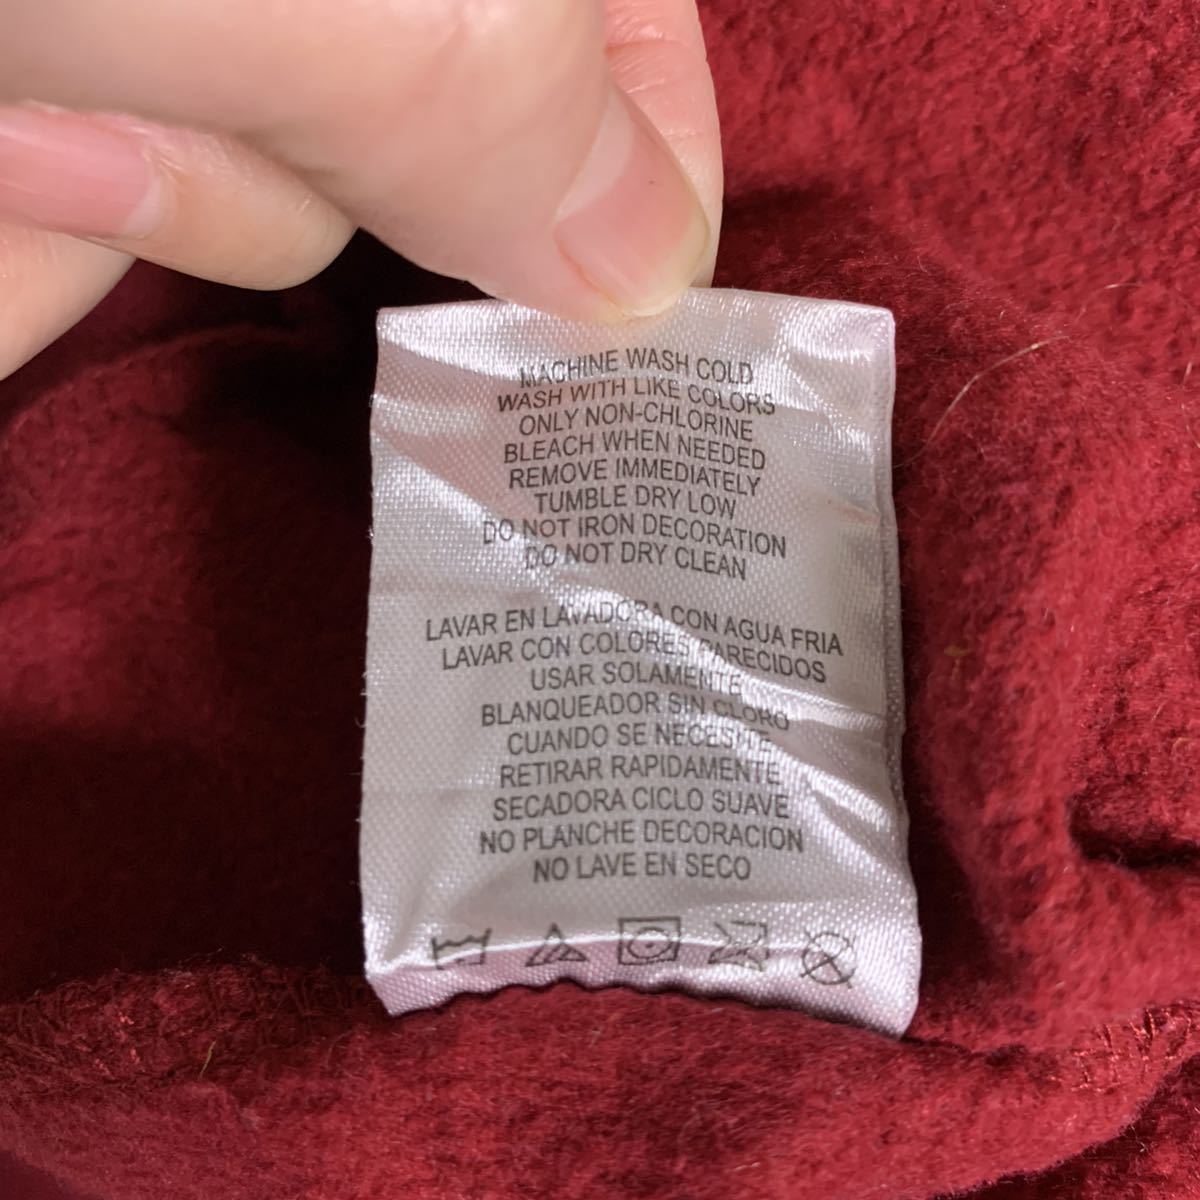 MACHINE WASH COLD
WASH WITH LIKE COLORS
ONLY NON-CHLORINE
BLEACH WHEN NEEDED
REMOVE IMMEDIATELY
TUMBLE DRY LOW
DO NOT IRON DECORATION
DO NOT DRY CLEAN
LAVAR EN LAVADORA CON AGUA FRIA
LAVAR CON COLORES PARECIDOS
USAR SOLAMENTE
BLANQUEADOR SIN CLORO
CUANDO SE NECESITE
RETIRAR RAPIDAMENTE
SECADORA CICLO SUAVE
NO PLANCHE DECORACION
NO LAVE EN SECO